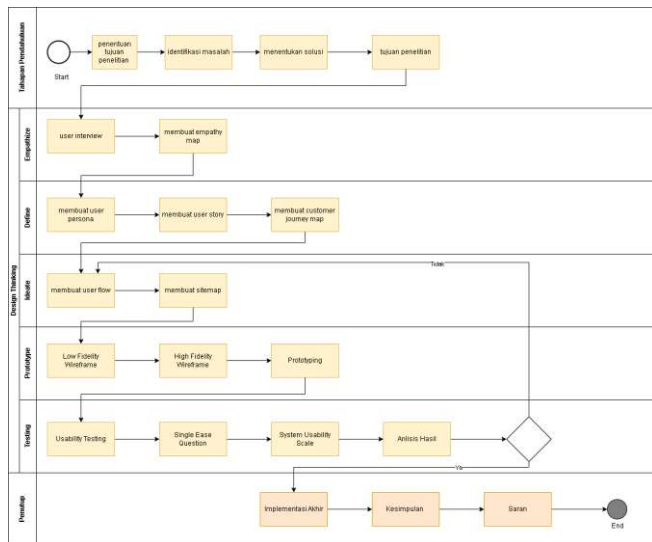 Tahapan Pendahuluan
Start
penentuan
tujuan
penelitian
identifikasi masalah
menentukan solusi
tujuan penelitian
Design Thinking
Empathize
user interview
membuat empathy
map
Define
membuat user
persona
membuat user story
membuat customer
journey map
Ideate
membuat user flow
membuat sitemap
Tidak
Prototype
Low Fidelity
Wireframe
High Fidelity
Wireframe
Prototyping
Testing
Usability Testing
Single Ease
Question
System Usability
Scale
Anlisis Hasil
Ya
Penutup
Implementasi Akhir
Kesimpulan
Saran
End